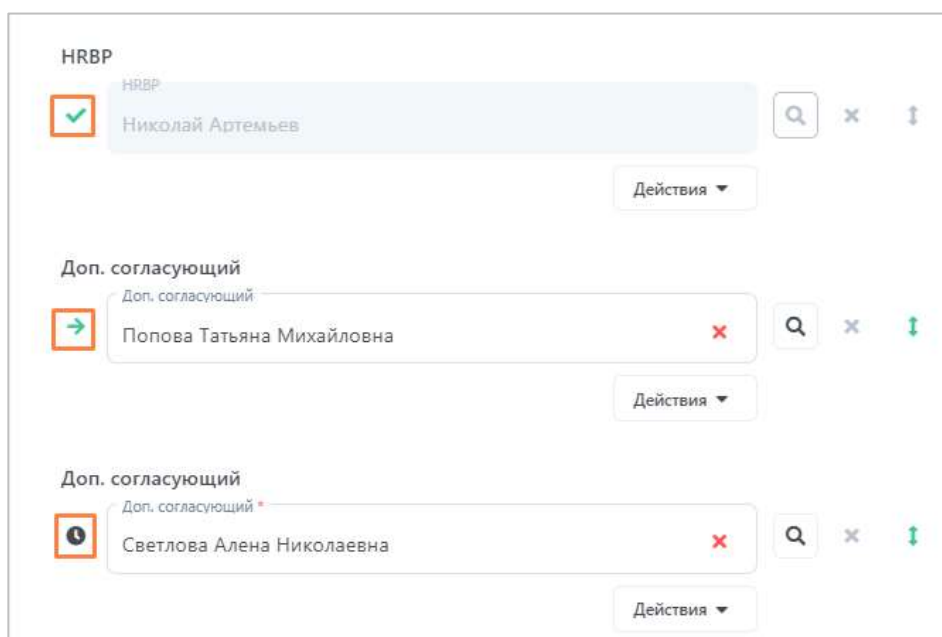 HRBP
HRBP
Николай Артемьев
Действия
Доп. согласующий
Доп. согласующий
Попова Татьяна Михайловна
Действия
Доп. согласующий
Доп. согласующий *
Светлова Алена Николаевна
Действия